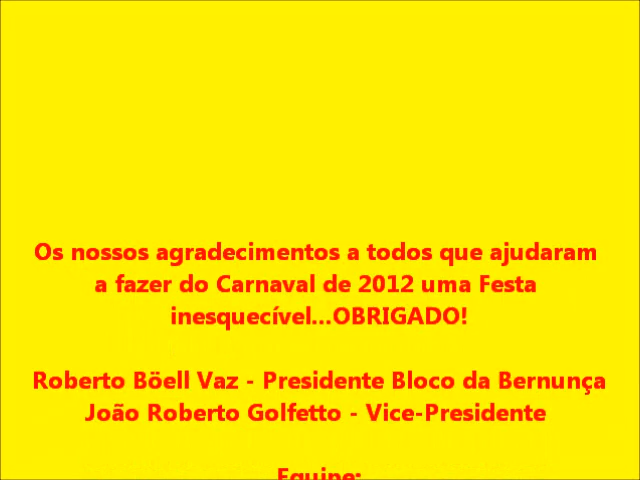 Os nossos agradecimentos a todos que ajudaram
a fazer do Carnaval de 2012 uma Festa
inesquecível...OBRIGADO!
Roberto Böell Vaz - Presidente Bloco da Bernunça
João Roberto Golfetto - Vice-Presidente
Equipe: